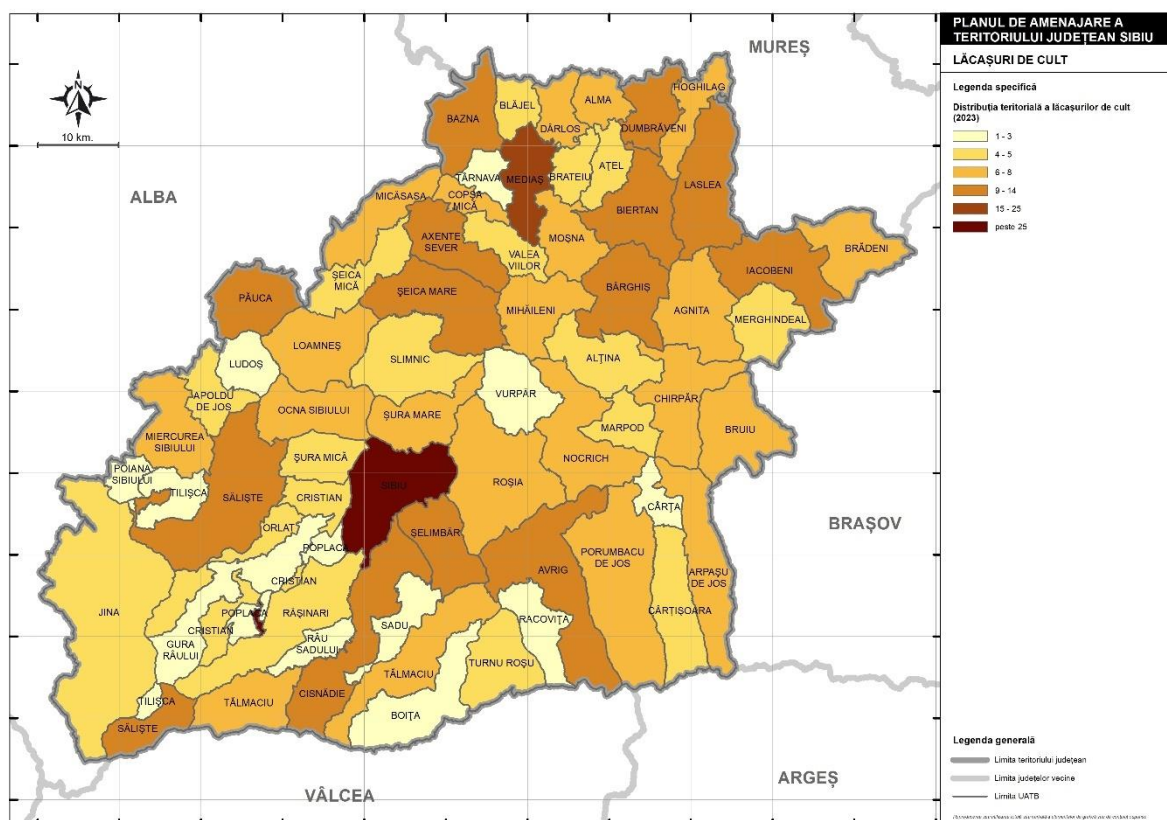 PLANUL DE AMENAJARE A
TERITORIULUI JUDEȚEAN SIBIU
LĂCAȘURI DE CULT
Legenda specifică
Distribuția teritorială a lăcașurilor de cult
(2023)
1 - 3
4 - 5
6 - 8
9 - 14
15 - 25
peste 25
10 km.
N
MUREȘ
ALBA
BRAȘOV
ARGEȘ
VÂLCEA
HOGHILAG
BLĂJEL
ALMA
BAZNA
DÂRLOS
DUMBRĂVENI
TÂRNAVA
MEDIAȘ
BRATEIU
AȚEL
LASLEA
MICĂSASA
COPȘA
MICĂ
BIERTAN
AXENTE
SEVER
MOȘNA
BRĂDENI
VALEA
VIILOR
IACOBENI
ȘEICA
MICĂ
PĂUCA
ȘEICA MARE
BÂRGHIȘ
MIHĂILENI
AGNITA
MERGHINDEAL
LOAMNEȘ
SLIMNIC
ALȚINA
LUDOȘ
VURPĂR
APOLDU
DE JOS
CHIRPĂR
OCNA SIBIULUI
ȘURA MARE
MARPOD
BRUIU
MIERCUREA
SIBIULUI
ȘURA MICĂ
NOCRICH
POIANA
SIBIULUI
TILIȘCA
SĂLIȘTE
CRISTIAN
SIBIU
ROȘIA
CÂRȚA
ORLAT
ȘELIMBĂR
POPLACA
PORUMBACU
DE JOS
AVRIG
ARPAȘU
DE JOS
CRISTIAN
JINA
POPLACA
RĂȘINARI
CÂRȚIȘOARA
CRISTIAN
SADU
RACOVIȚA
GURA
RÂULUI
RÂU
SADULUI
TURNU ROȘU
TĂLMACIU
TILIȘCA
TĂLMACIU
CISNĂDIE
BOIȚA
SĂLIȘTE
Legenda generală
Limita teritoriului județean
Limita județelor vecine
Limita UATB